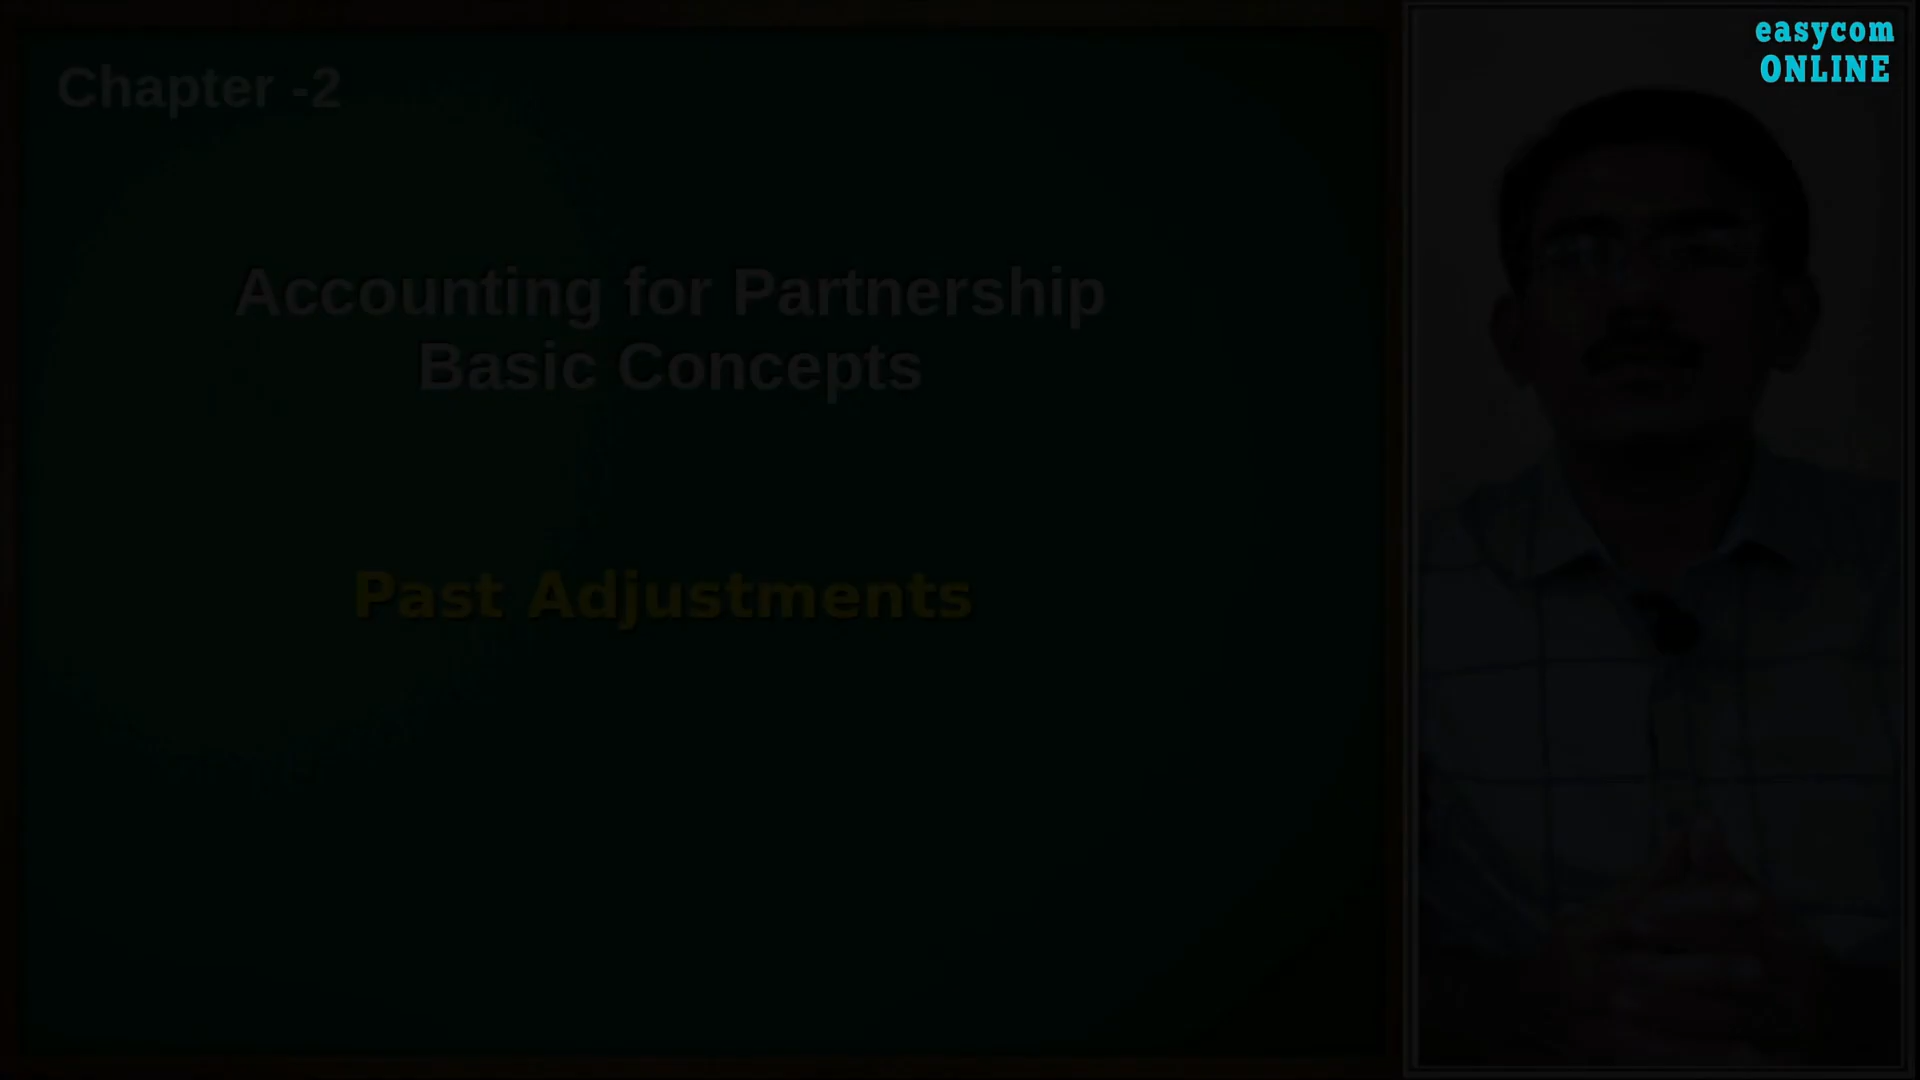 easycom
ONLINE
Chapter -2
Accounting for Partnership
Basic Concepts
Past Adjustments